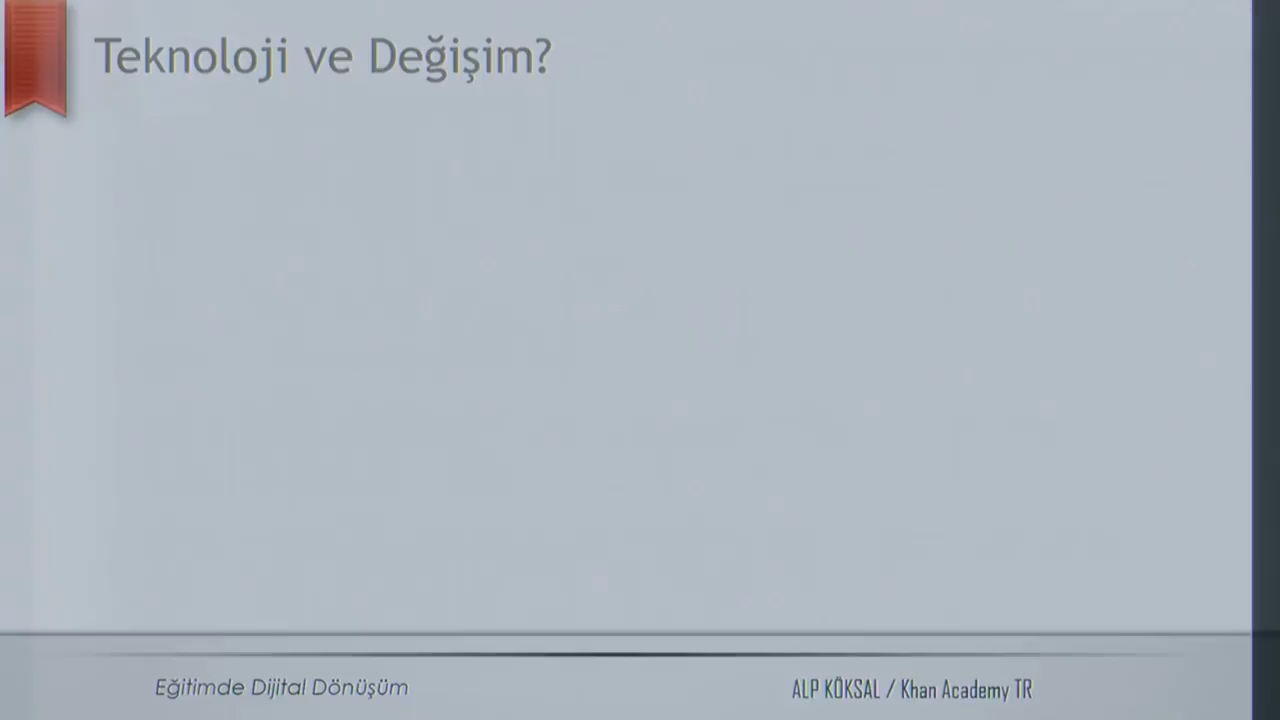 Teknoloji ve Değişim?
Eğitimde Dijital Dönüşüm
ALP KÖKSAL / Khan Academy TR